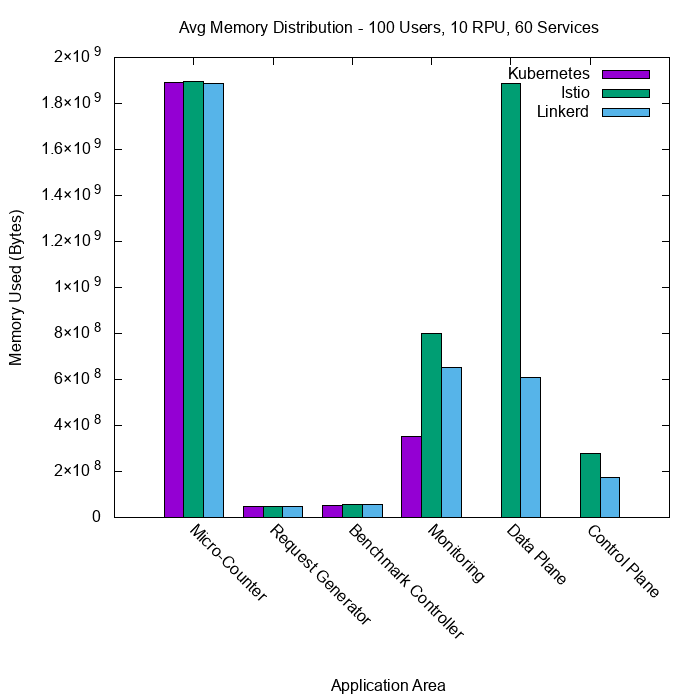 Avg Memory Distribution - 100 Users, 10 RPU, 60 Services
Kubernetes
Istio
Linkerd
Memory Used (Bytes)
2×10⁹
1.8×10⁹
1.6×10⁹
1.4×10⁹
1.2×10⁹
1×10⁹
8×10⁸
6×10⁸
4×10⁸
2×10⁸
0
Micro-Counter
Request Generator
Benchmark Controller
Monitoring
Data Plane
Control Plane
Application Area